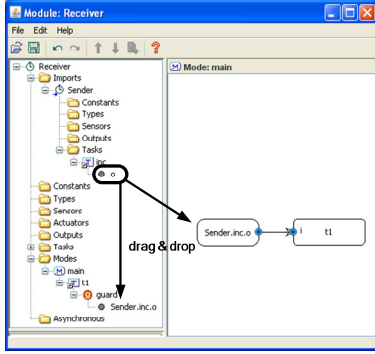 Module: Receiver
File Edit Help
Receiver
Imports
Sender
Constants
Types
Sensors
Outputs
Tasks
inc
o
Constants
Types
Sensors
Actuators
Outputs
Tasks
Modes
M main
t1
guard
Sender.inc.o
Asynchronous
M Mode: main
Sender.inc.o
i t1
drag & drop